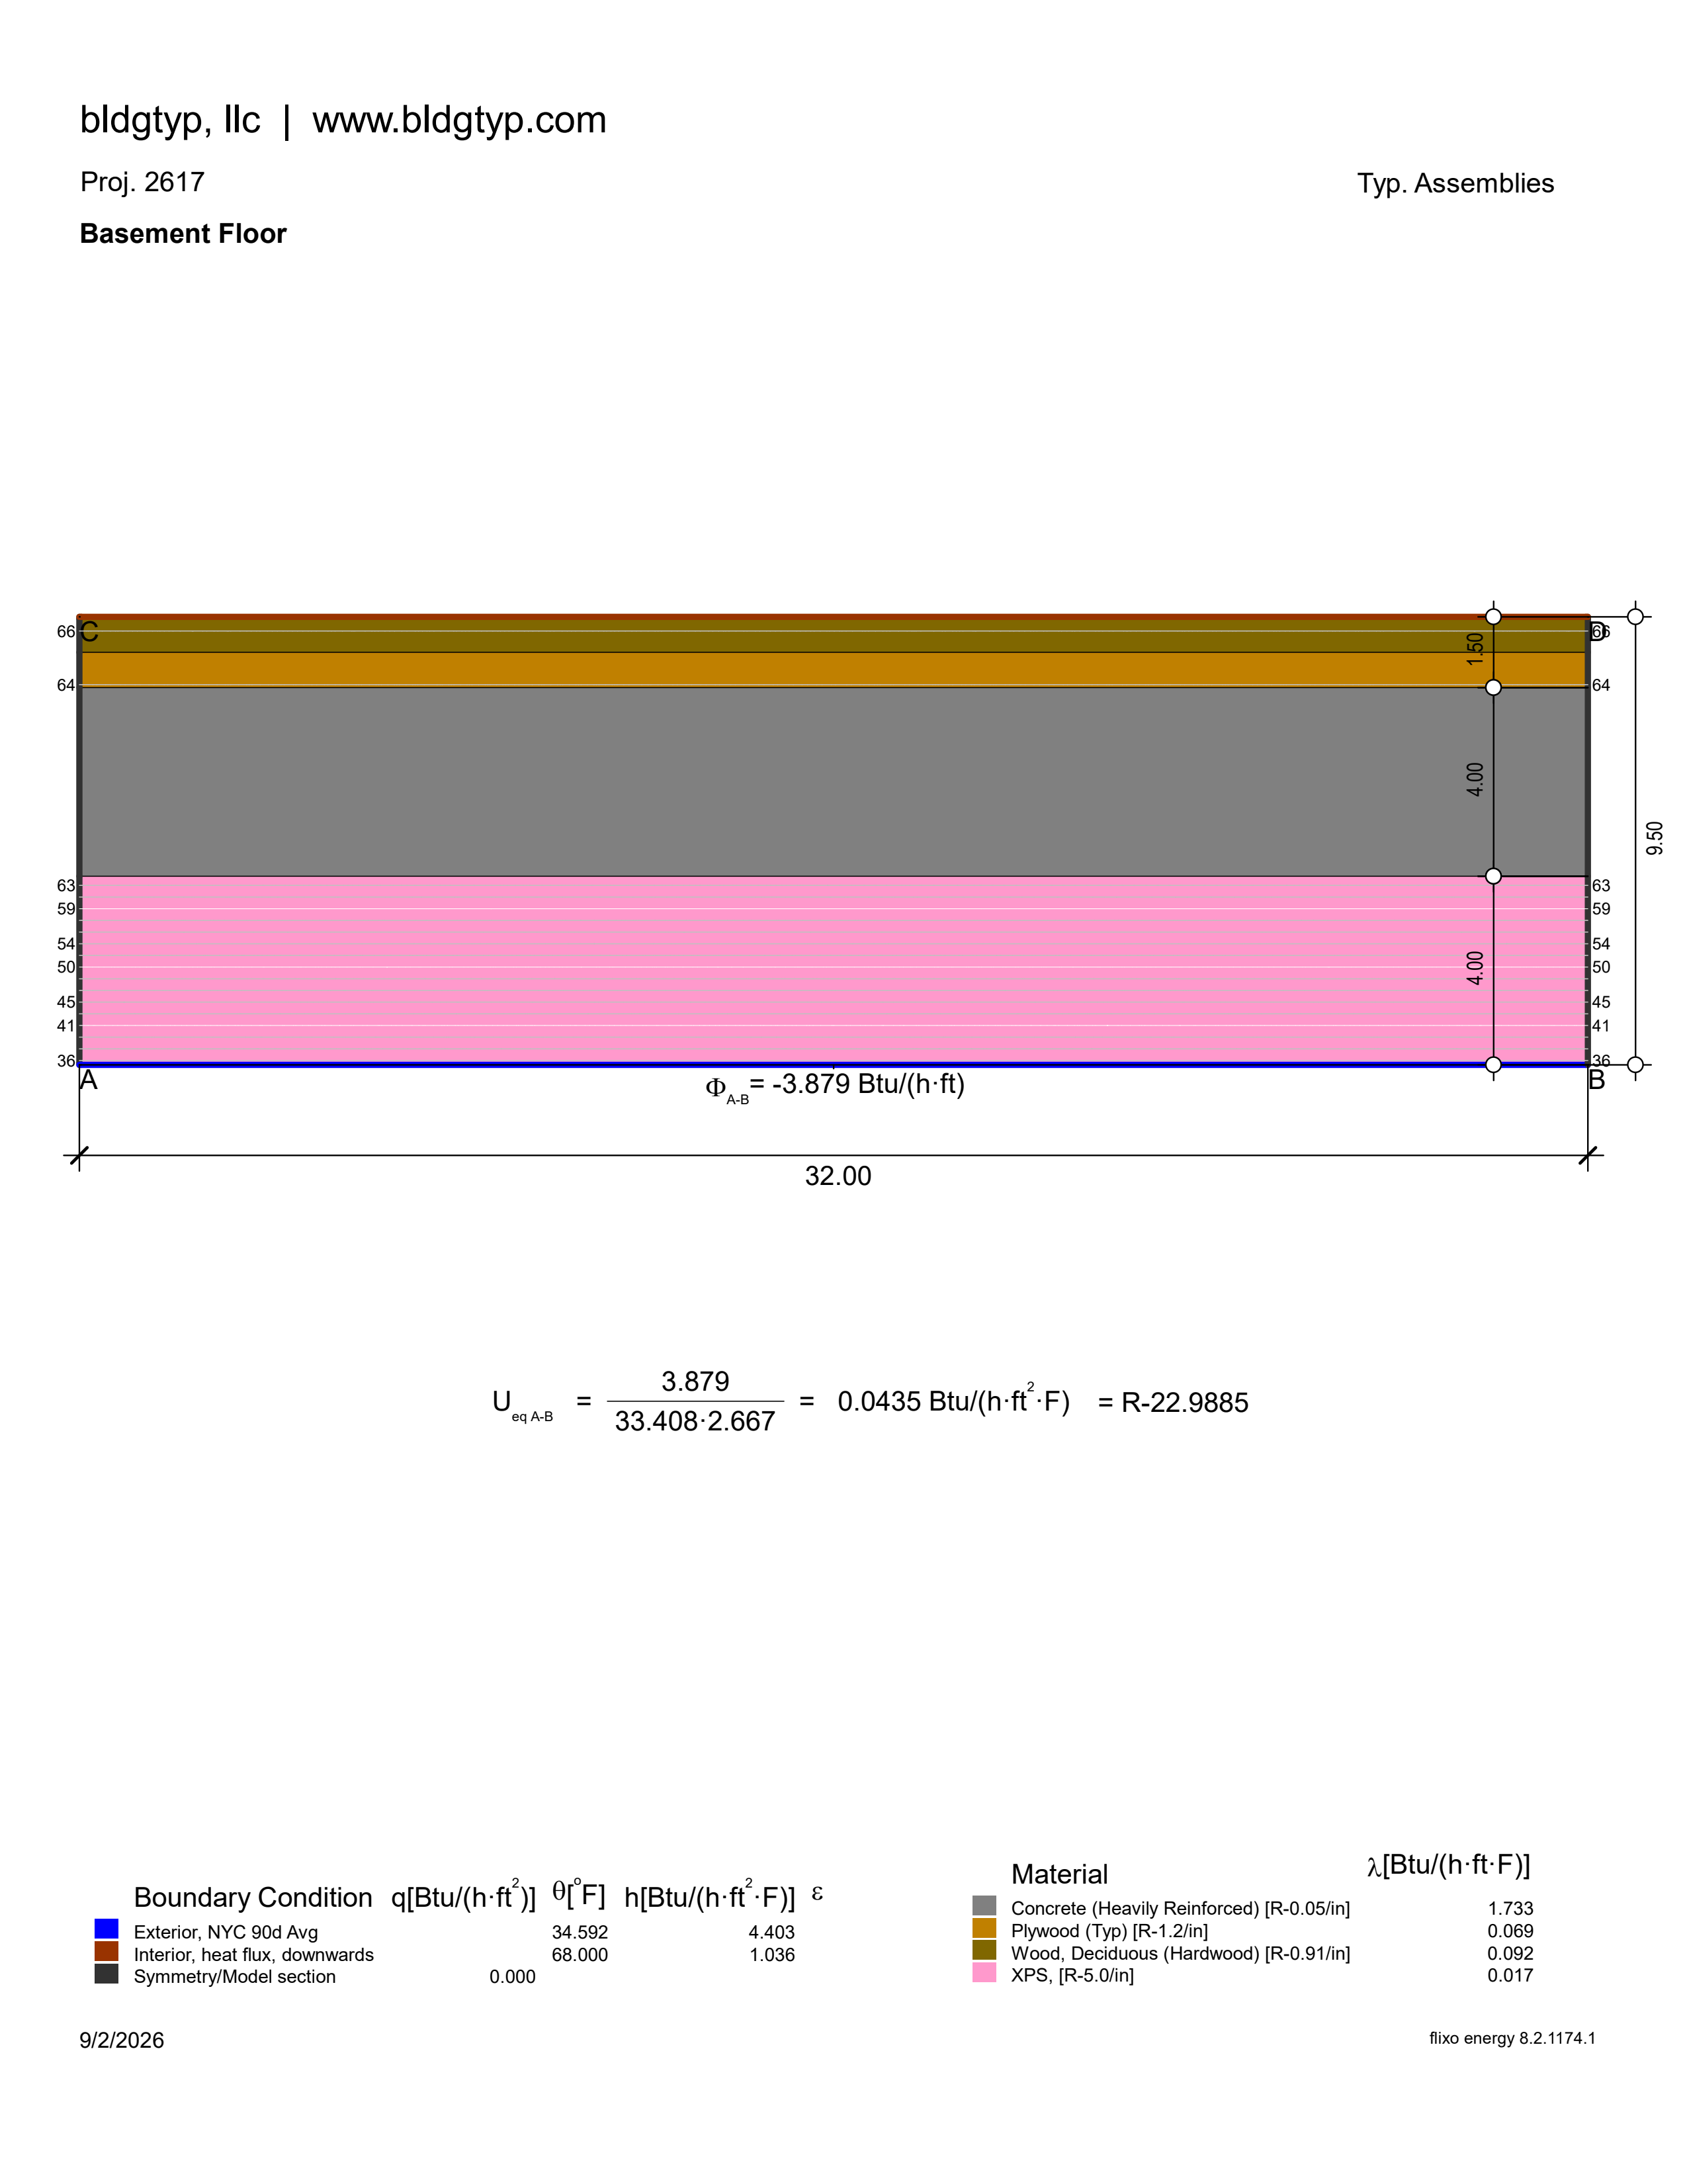 bldgtyp, llc | www.bldgtyp.com
Proj. 2617
Typ. Assemblies
Basement Floor
66 C D 66
1.50
64 64
4.00
63 63
59 59
54 54
50 50
45 45
41 41
36 36
4.00
9.50
A B
Φ A-B = -3.879 Btu/(h·ft)
32.00
U eq A-B = 3.879 / 33.408·2.667 = 0.0435 Btu/(h·ft²·F) = R-22.9885
Boundary Condition q[Btu/(h·ft²)] θ[°F] h[Btu/(h·ft²·F)] ε
Exterior, NYC 90d Avg 34.592 4.403
Interior, heat flux, downwards 68.000 1.036
Symmetry/Model section 0.000
Material λ[Btu/(h·ft·F)]
Concrete (Heavily Reinforced) [R-0.05/in] 1.733
Plywood (Typ) [R-1.2/in] 0.069
Wood, Deciduous (Hardwood) [R-0.91/in] 0.092
XPS, [R-5.0/in] 0.017
9/2/2026
flixo energy 8.2.1174.1